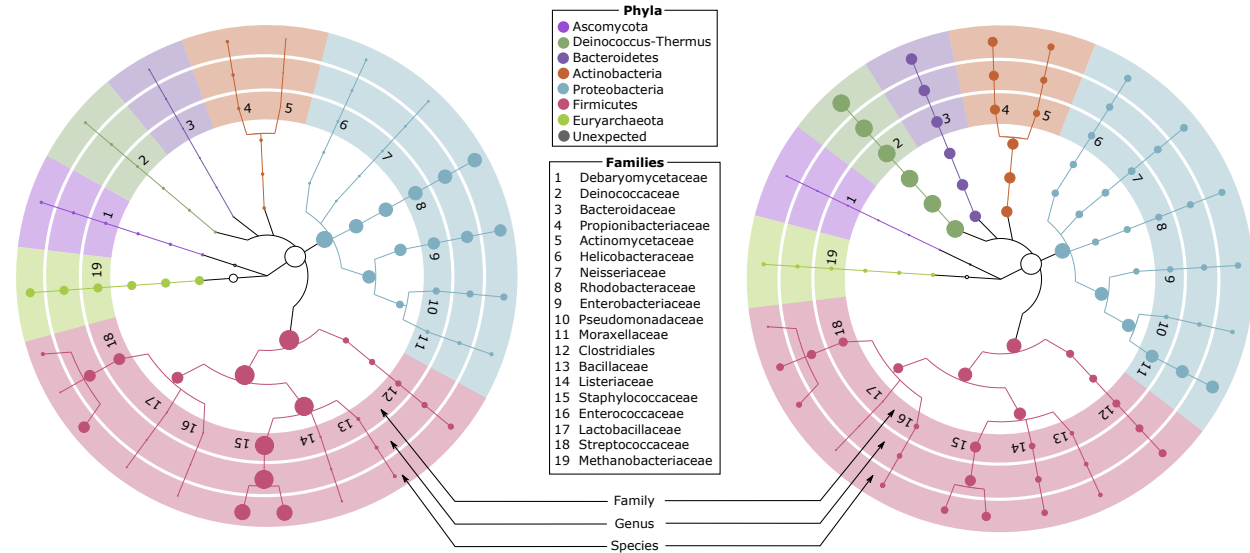 Phyla
Ascomycota
Deinococcus-Thermus
Bacteroidetes
Actinobacteria
Proteobacteria
Firmicutes
Euryarchaeota
Unexpected
Families
1 Debaryomycetaceae
2 Deinococcaceae
3 Bacteroidaceae
4 Propionibacteriaceae
5 Actinomycetaceae
6 Helicobacteraceae
7 Neisseriaceae
8 Rhodobacteraceae
9 Enterobacteriaceae
10 Pseudomonadaceae
11 Moraxellaceae
12 Clostridiales
13 Bacillaceae
14 Listeriaceae
15 Staphylococcaceae
16 Enterococcaceae
17 Lactobacillaceae
18 Streptococcaceae
19 Methanobacteriaceae
Family
Genus
Species
1
2
3
4
5
6
7
8
9
10
11
12
13
14
15
16
17
18
19
1
2
3
4
5
6
7
8
9
10
11
12
13
14
15
16
17
18
19